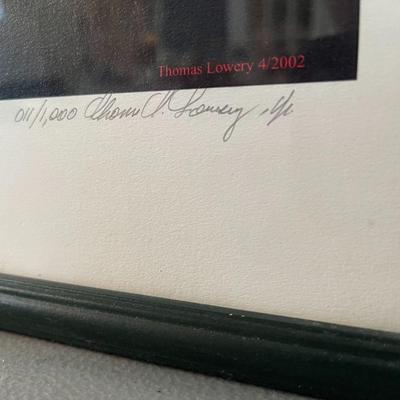 Thomas Lowery 4/2002
011/1,000 Thomas A. Lowery, Jr.